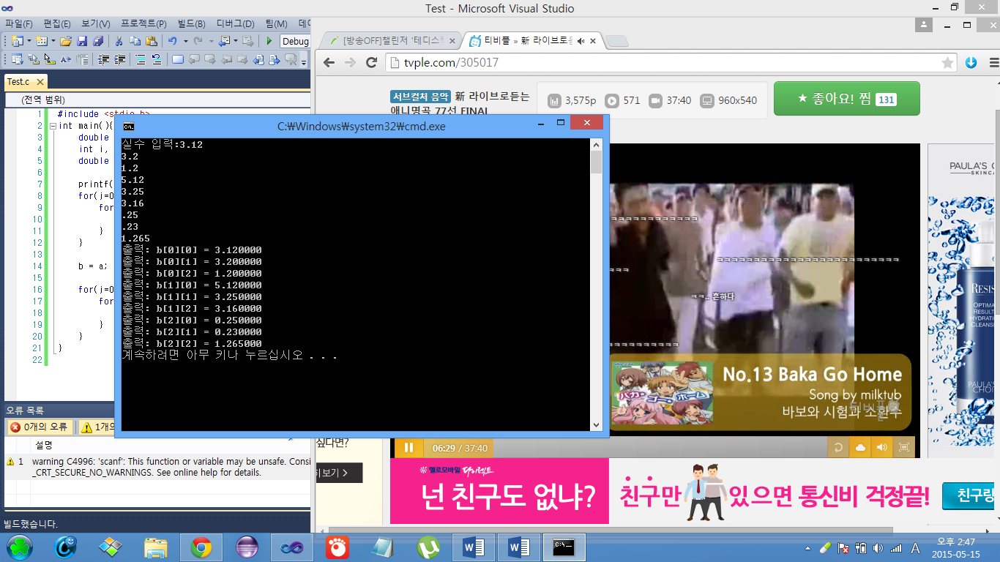 Test - Microsoft Visual Studio
파일(F) 편집(E) 보기(V) 프로젝트(P) 빌드(B) 디버그(D) 팀(M)
Debug
Test.c
(전역 범위)
1 #include <stdio.h>
2 int main(){
3 double
4 int i,
5 double
6
7 printf(
8 for(j=0
9 for
10
11 }
12 }
13
14 b = a;
15
16 for(j=0
17 for
18
19 }
20 }
21 }
22
오류 목록
0개의 오류
설명
1 warning C4996: 'scanf': This function or variable may be unsafe.
_CRT_SECURE_NO_WARNINGS. See online help for details.
빌드했습니다.
C:₩Windows₩system32₩cmd.exe
실수 입력:3.12
3.2
1.2
5.12
3.25
3.16
.25
.23
1.265
출력: b[0][0] = 3.120000
출력: b[0][1] = 3.200000
출력: b[0][2] = 1.200000
출력: b[1][0] = 5.120000
출력: b[1][1] = 3.250000
출력: b[1][2] = 3.160000
출력: b[2][0] = 0.250000
출력: b[2][1] = 0.230000
출력: b[2][2] = 1.265000
계속하려면 아무 키나 누르십시오 . . .
[방송OFF]챌린저
티비플 » 新 라이브로듣
tvple.com/305017
서브컬처 음악 新 라이브로듣는
애니명곡 77선 FINAL
3,575p 571 37:40 960x540
★ 좋아요! 찜 131
PAULA'S
SKINCA
ㅋㅋ.. 흔하다
No.13 Baka Go Home
Song by milktub
바보와 시험과 소환수
バカ・ゴー・ホーム
티비플
06:29 / 37:40
싶다면?
보기 >
RESIS
OPTIMA
RESULT
HYDRATIN
CLEANSE
PAULA'S
CHO
헬로모바일 다이렉트
넌 친구도 없냐?
친구만 있으면 통신비 걱정끝!
친구랑
A
오후 2:47
2015-05-15